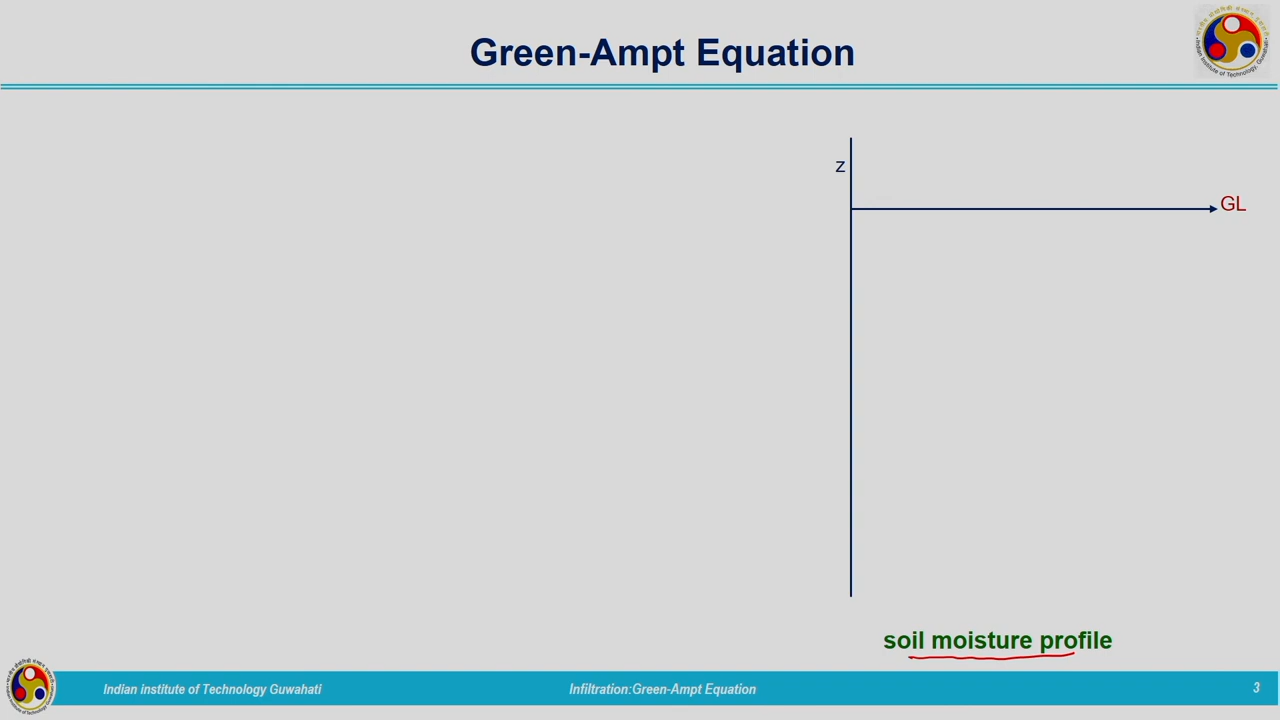 Green-Ampt Equation
z
GL
soil moisture profile
Indian institute of Technology Guwahati
Infiltration:Green-Ampt Equation
3